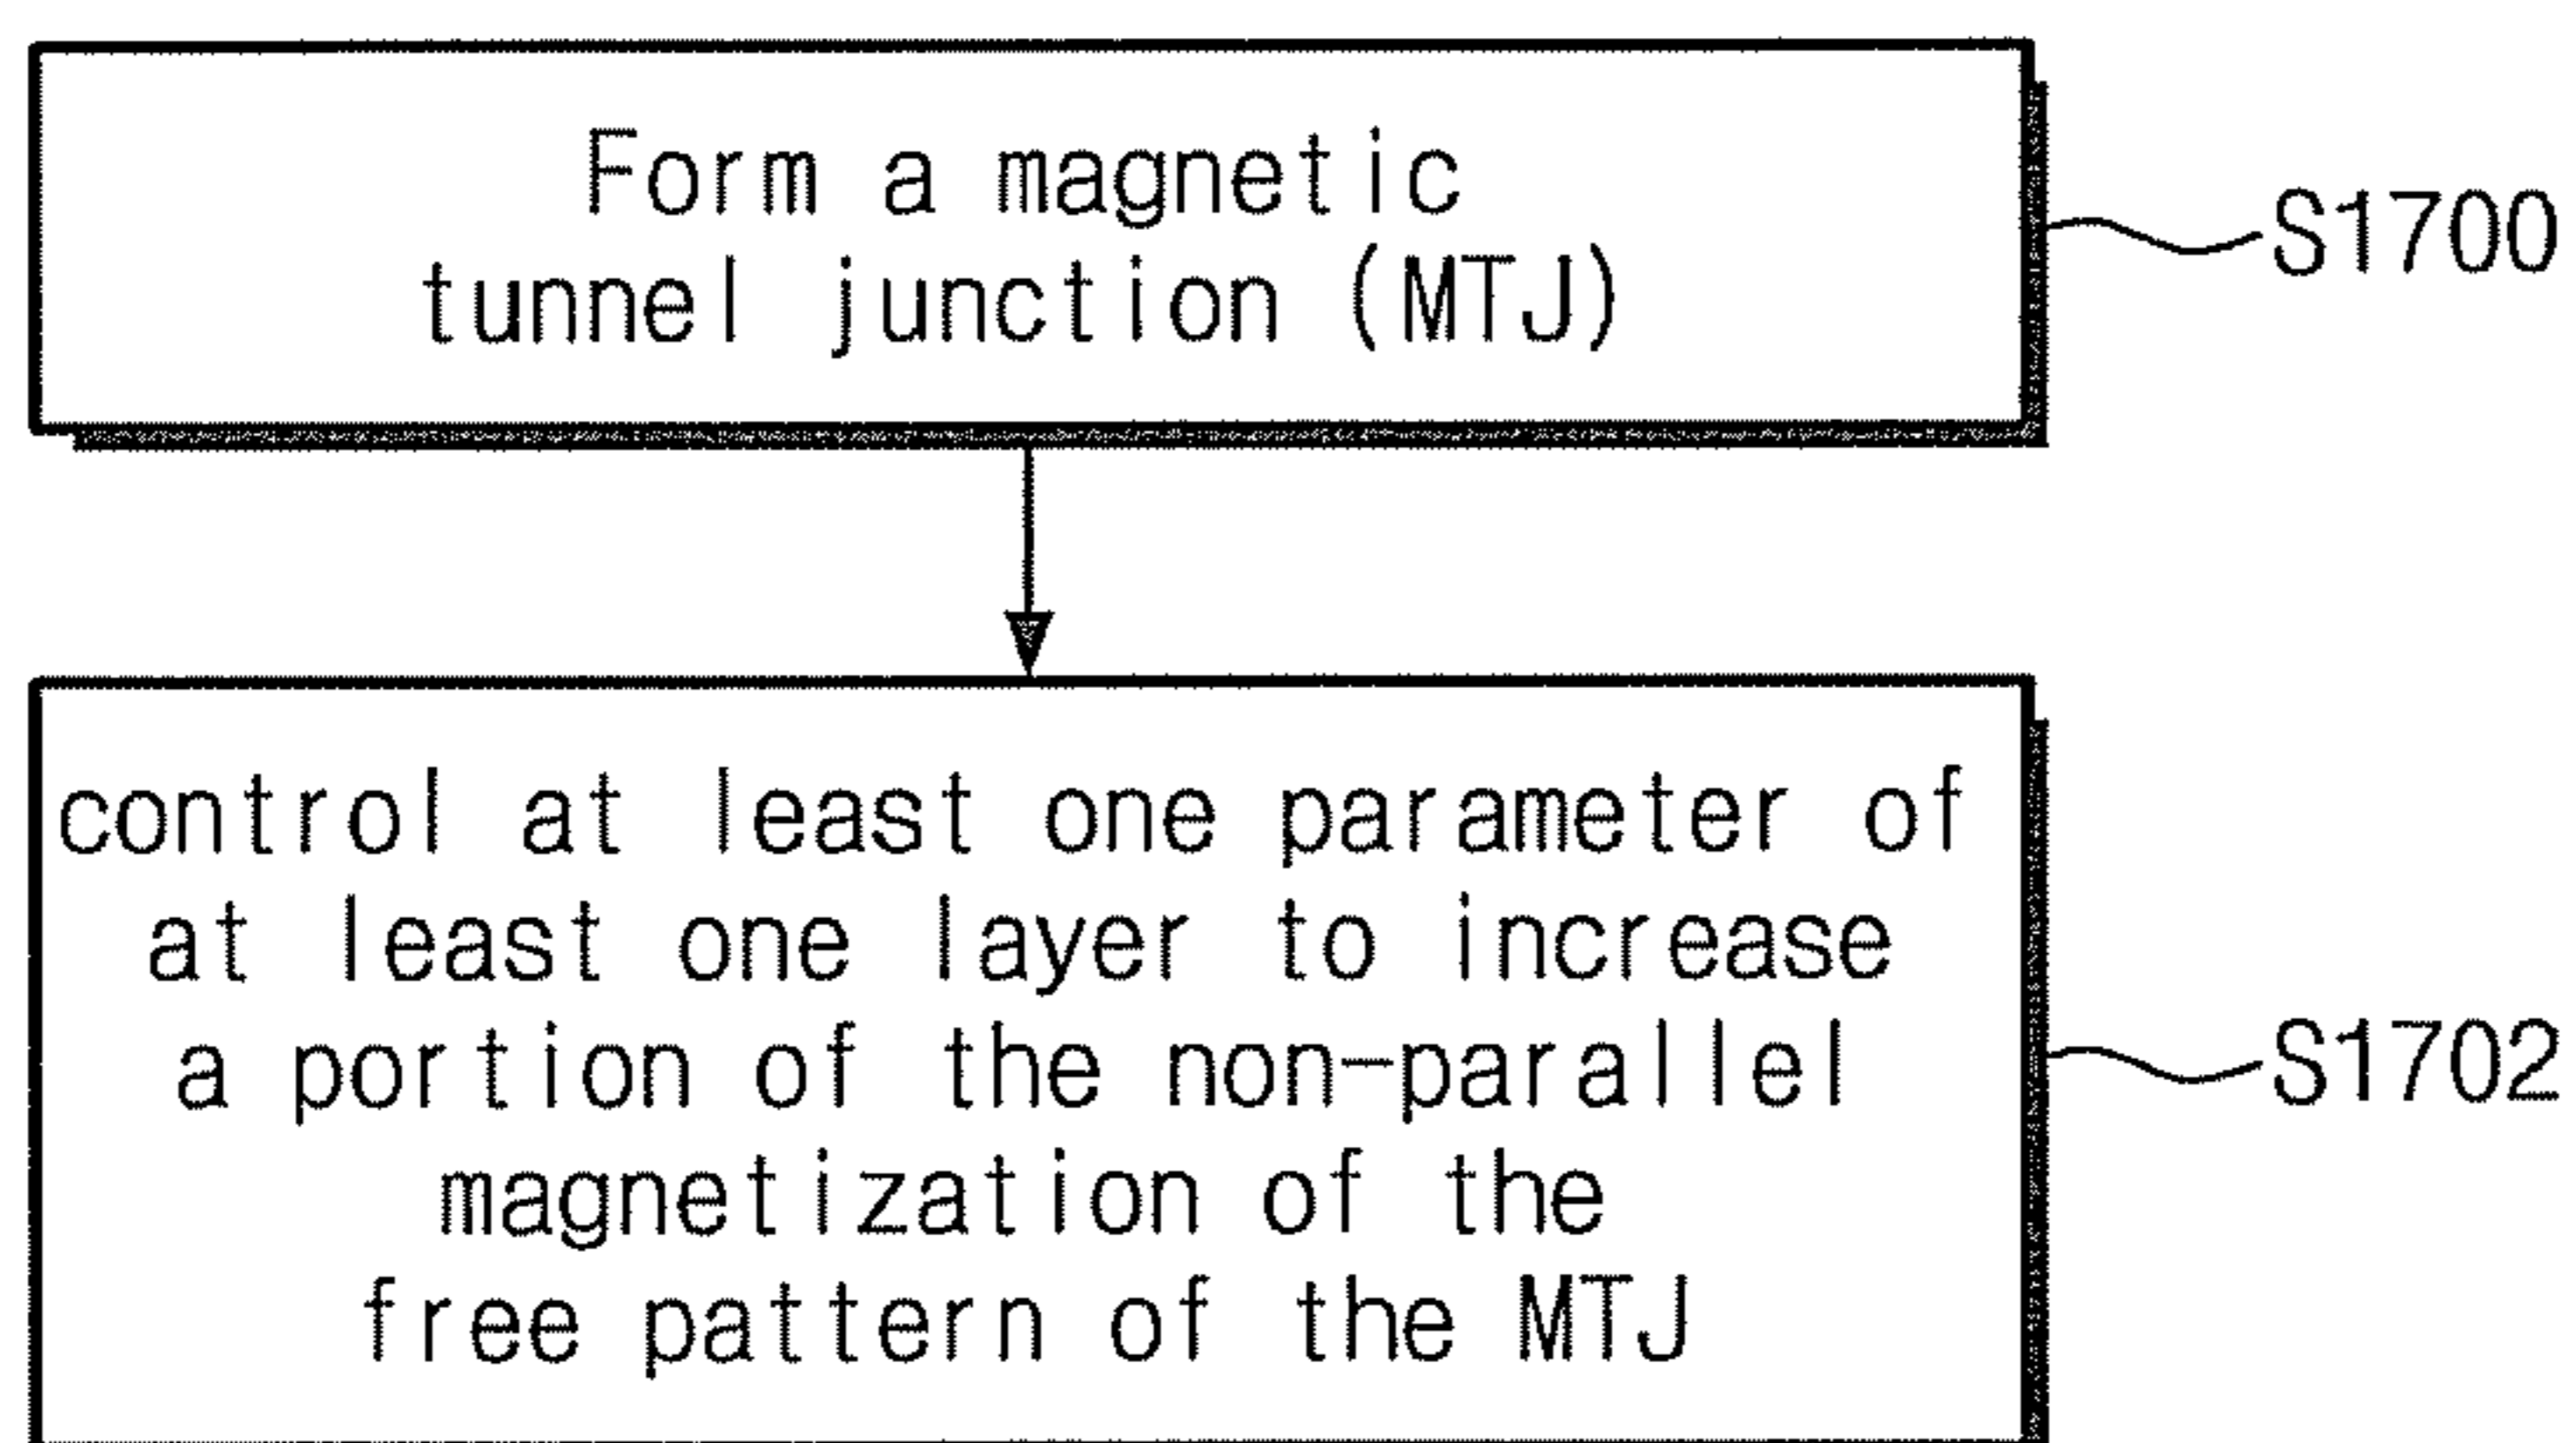 Form a magnetic
tunnel junction (MTJ)
S1700
control at least one parameter of
at least one layer to increase
a portion of the non-parallel
magnetization of the
free pattern of the MTJ
S1702